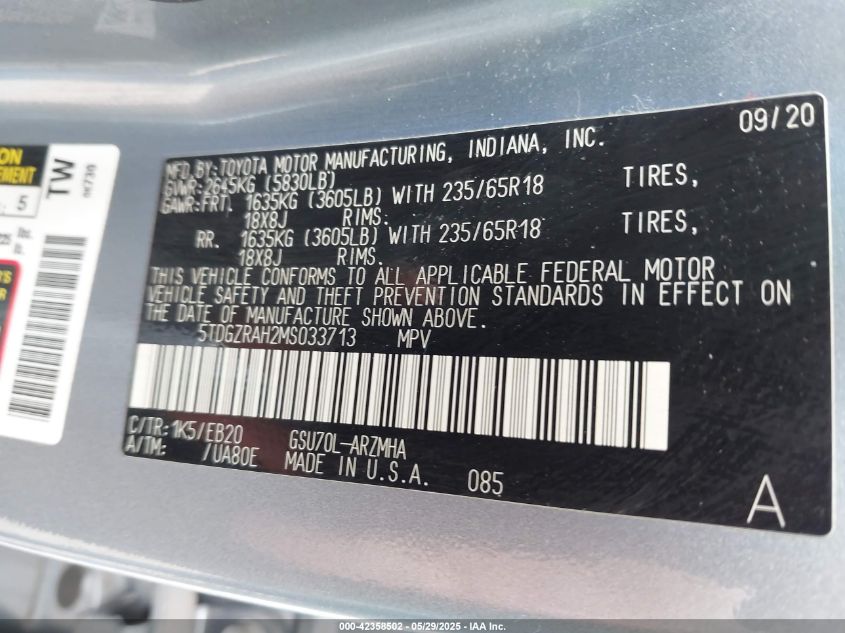 09/20
MFD. BY: TOYOTA MOTOR MANUFACTURING, INDIANA, INC.
GVWR: 2645KG (5830LB)
GAWR: FRT. 1635KG (3605LB) WITH 235/65R18 TIRES,
18X8J RIMS.
RR. 1635KG (3605LB) WITH 235/65R18 TIRES,
18X8J RIMS.
THIS VEHICLE CONFORMS TO ALL APPLICABLE FEDERAL MOTOR
VEHICLE SAFETY AND THEFT PREVENTION STANDARDS IN EFFECT ON
THE DATE OF MANUFACTURE SHOWN ABOVE.
5TDGZRAH2MS033713 MPV
C/TR: 1K5/EB20 GSU70L-ARZMHA
A/TM: /UA80E MADE IN U.S.A. 085
A
TW
5
lbs.
000-42358502 - 05/29/2025 - IAA Inc.